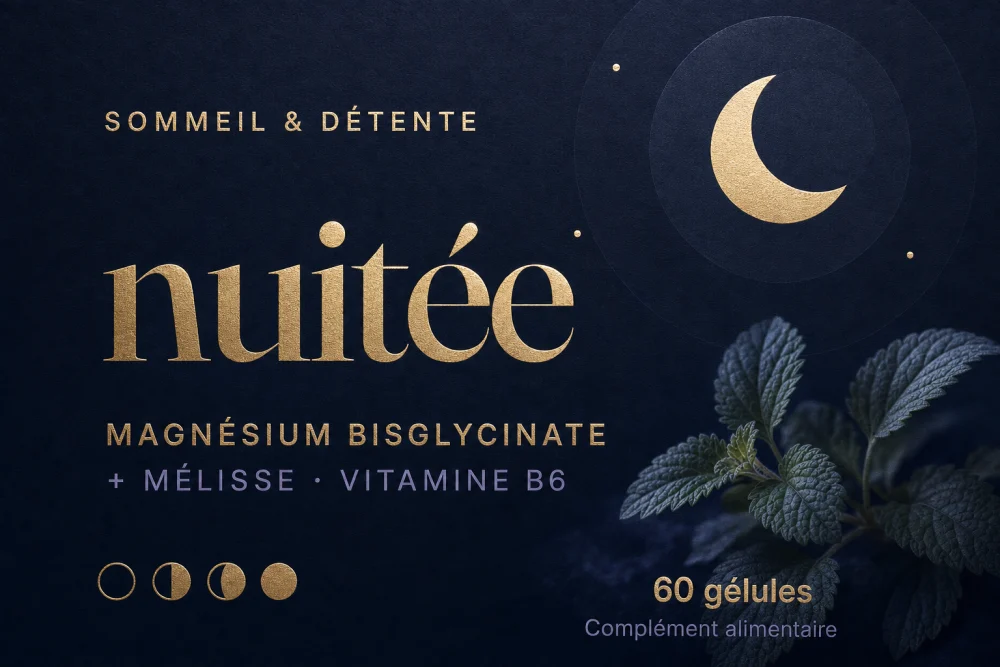 SOMMEIL & DÉTENTE
nuitée
MAGNÉSIUM BISGLYCINATE
+ MÉLISSE · VITAMINE B6
60 gélules
Complément alimentaire